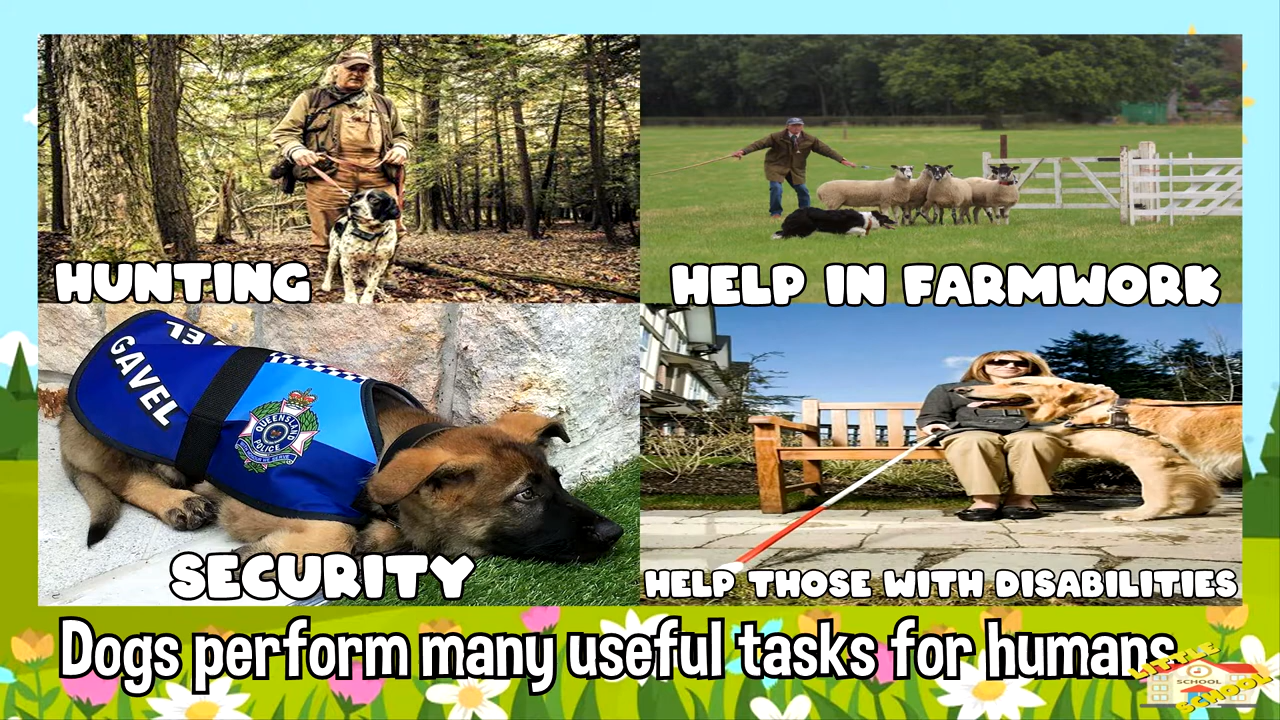 HUNTING
HELP IN FARMWORK
GAVEL
QUEENSLAND
POLICE
SECURITY
HELP THOSE WITH DISABILITIES
Dogs perform many useful tasks for humans
LITTLE
SCHOOL
SCHOOL